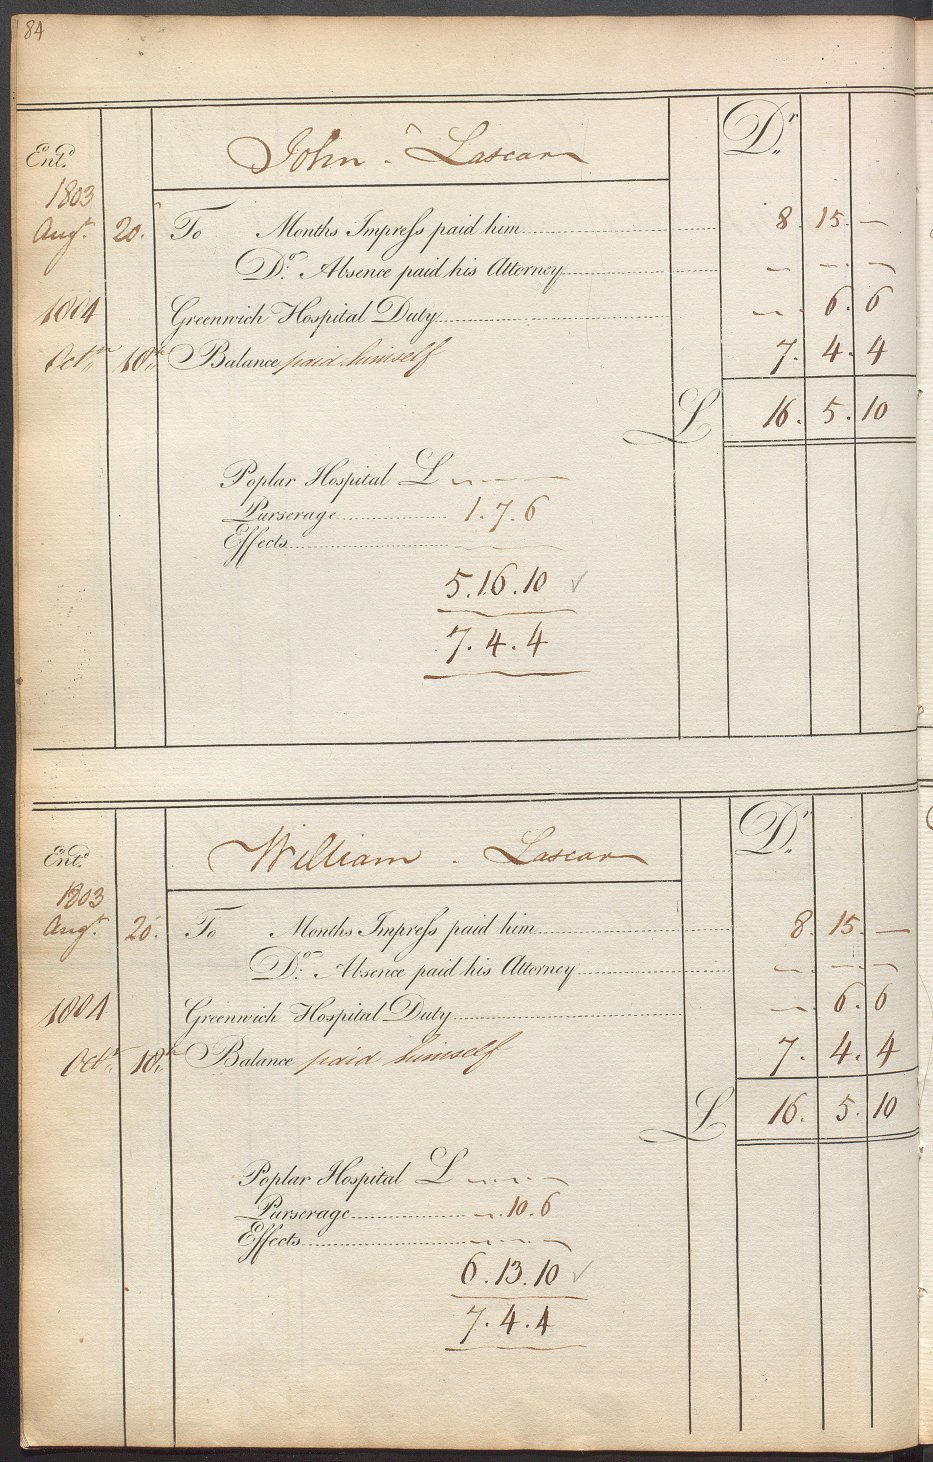 84
Dr
Entd John Lascar
1803
Augt 20. To Months Impress paid him 8. 15. —
Do. Absence paid his Attorney — — —
1804 Greenwich Hospital Duty — . 6. 6
Octr 10th Balance paid himself 7. 4. 4
£ 16. 5. 10
Poplar Hospital £ — — —
Purserage 1. 7. 6
Effects
5. 16. 10 ✓
7. 4. 4
Dr
Entd William Lascar
1803
Augt 20. To Months Impress paid him 8. 15. —
Do. Absence paid his Attorney — — —
1804 Greenwich Hospital Duty — . 6. 6
Octr 10th Balance paid himself 7. 4. 4
£ 16. 5. 10
Poplar Hospital £ — — —
Purserage — . 10. 6
Effects — — —
6. 13. 10 ✓
7. 4. 4